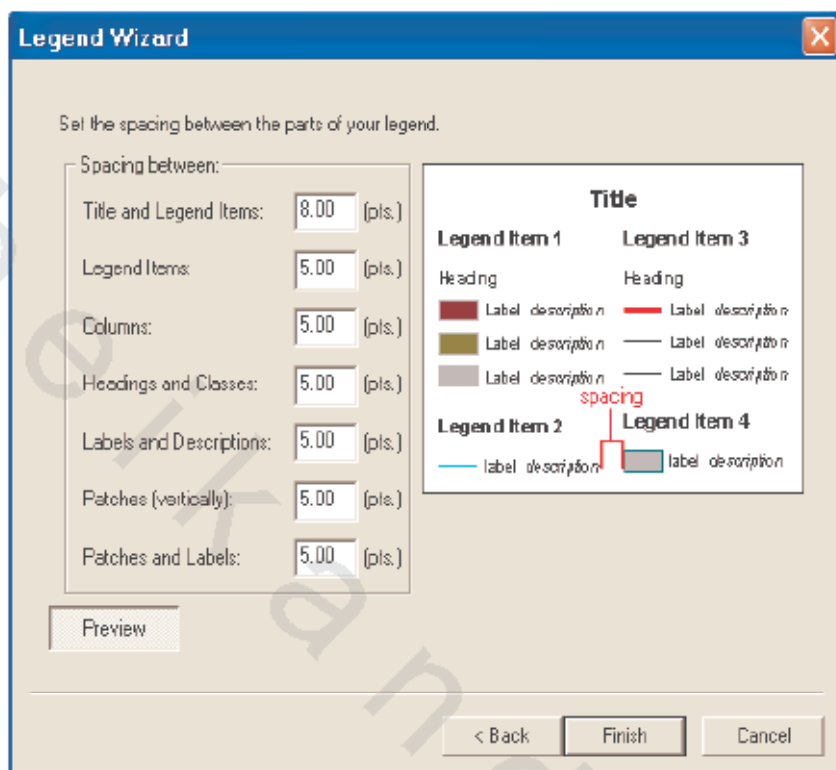 Legend Wizard
Set the spacing between the parts of your legend.
Spacing between:
Title and Legend Items: 8.00 (pts.)
Legend Items: 5.00 (pts.)
Columns: 5.00 (pts.)
Headings and Classes: 5.00 (pts.)
Labels and Descriptions: 5.00 (pts.)
Patches (vertically): 5.00 (pts.)
Patches and Labels: 5.00 (pts.)
Title
Legend Item 1 Legend Item 3
Heading Heading
Label description Label description
Label description Label description
Label description Label description
spacing
Legend Item 2 Legend Item 4
label description label description
Preview
< Back Finish Cancel